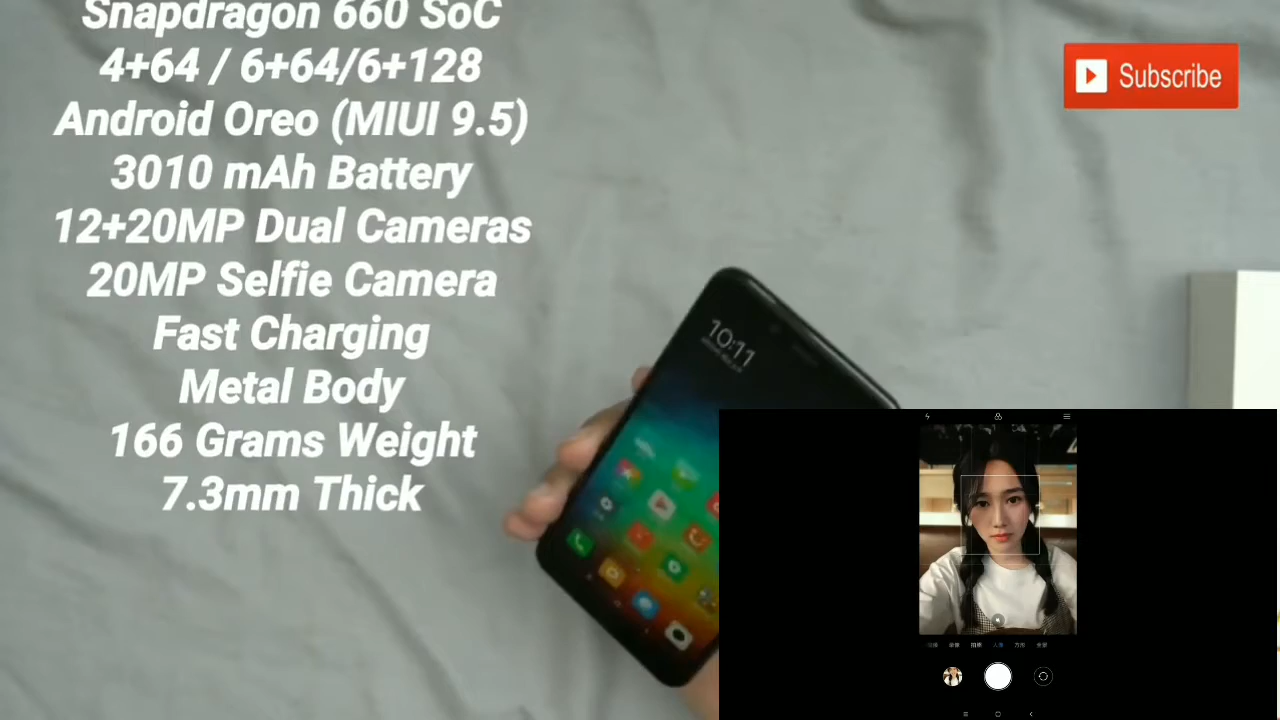 Snapdragon 660 SoC
4+64 / 6+64/6+128
Android Oreo (MIUI 9.5)
3010 mAh Battery
12+20MP Dual Cameras
20MP Selfie Camera
Fast Charging
Metal Body
166 Grams Weight
7.3mm Thick
Subscribe
10:11